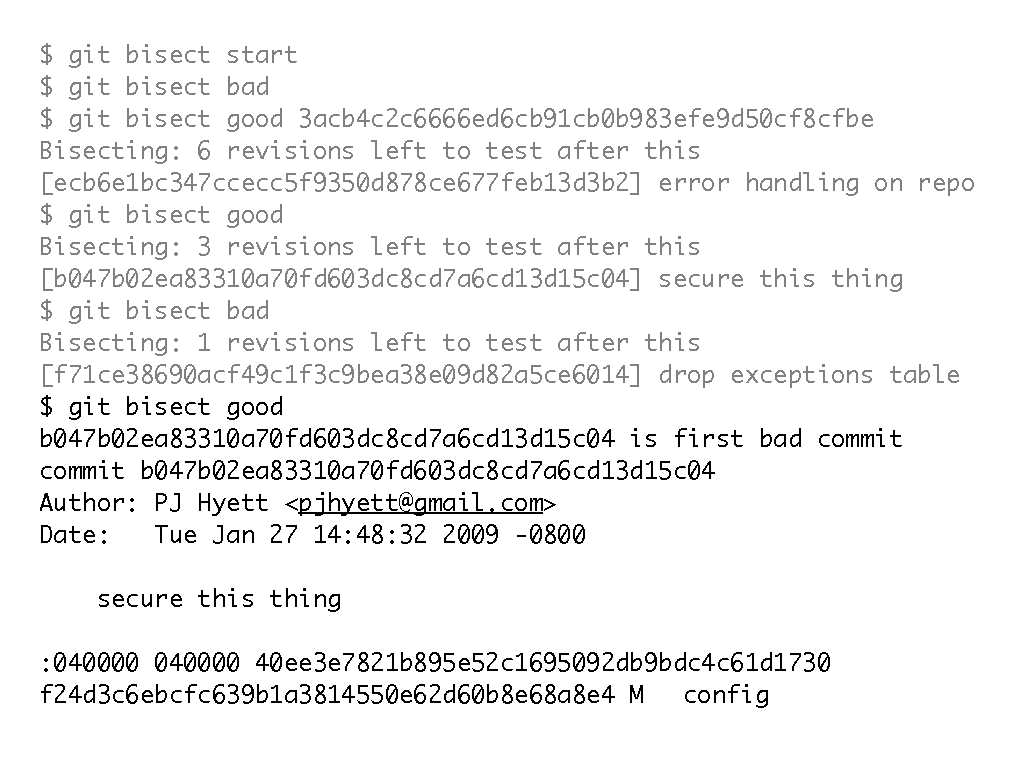 $ git bisect start
$ git bisect bad
$ git bisect good 3acb4c2c6666ed6cb91cb0b983efe9d50cf8cfbe
Bisecting: 6 revisions left to test after this
[ecb6e1bc347ccecc5f9350d878ce677feb13d3b2] error handling on repo
$ git bisect good
Bisecting: 3 revisions left to test after this
[b047b02ea83310a70fd603dc8cd7a6cd13d15c04] secure this thing
$ git bisect bad
Bisecting: 1 revisions left to test after this
[f71ce38690acf49c1f3c9bea38e09d82a5ce6014] drop exceptions table
$ git bisect good
b047b02ea83310a70fd603dc8cd7a6cd13d15c04 is first bad commit
commit b047b02ea83310a70fd603dc8cd7a6cd13d15c04
Author: PJ Hyett <pjhyett@gmail.com>
Date:   Tue Jan 27 14:48:32 2009 -0800
    secure this thing
:040000 040000 40ee3e7821b895e52c1695092db9bdc4c61d1730
f24d3c6ebcfc639b1a3814550e62d60b8e68a8e4 M   config